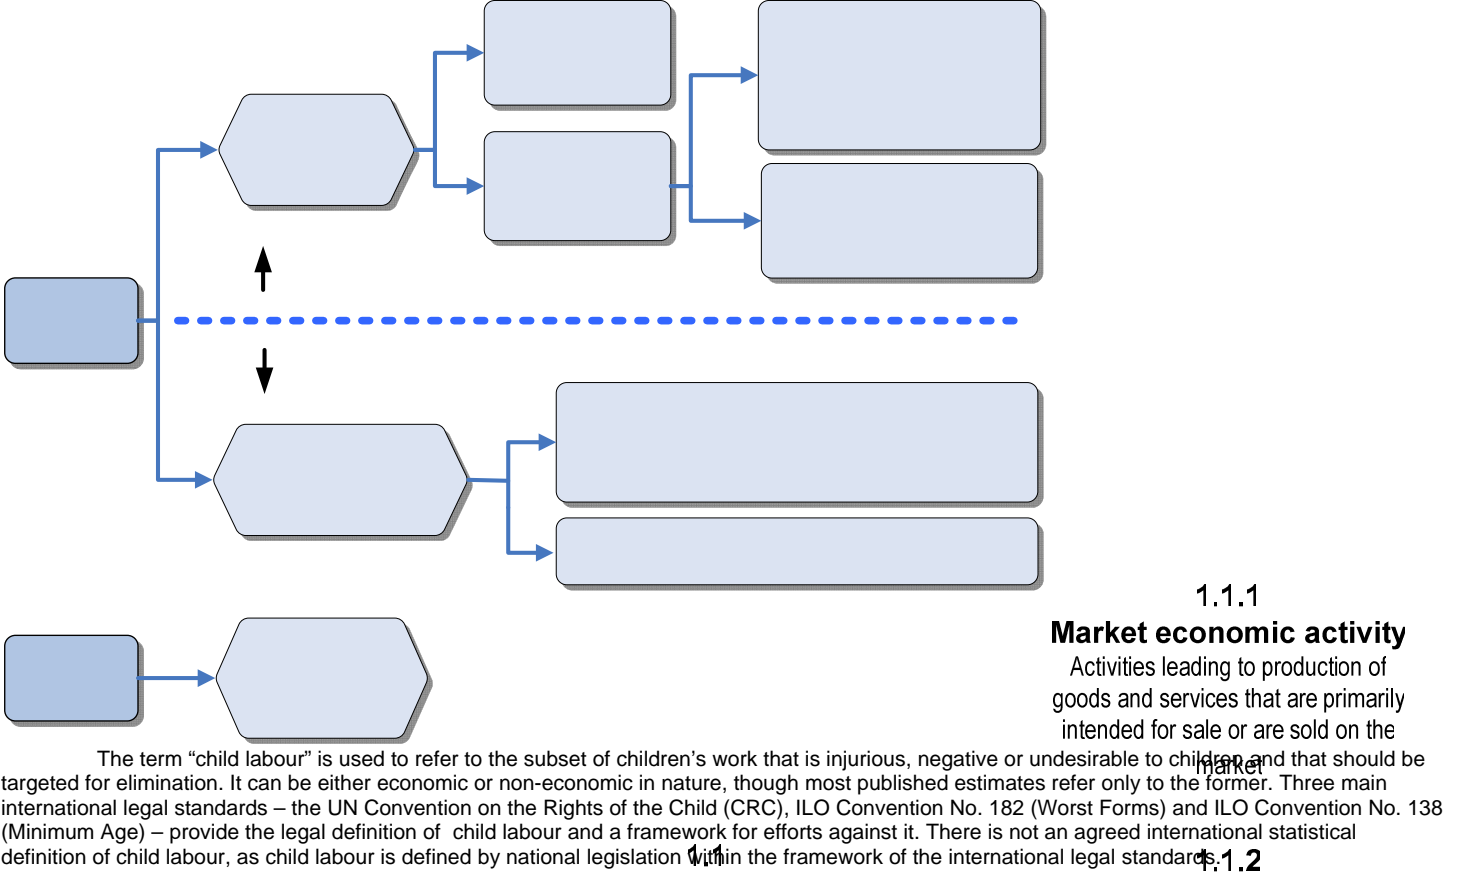 1.1.1
Market economic activity
Activities leading to production of
goods and services that are primarily
intended for sale or are sold on the
market
The term “child labour” is used to refer to the subset of children’s work that is injurious, negative or undesirable to children and that should be
targeted for elimination. It can be either economic or non-economic in nature, though most published estimates refer only to the former. Three main
international legal standards – the UN Convention on the Rights of the Child (CRC), ILO Convention No. 182 (Worst Forms) and ILO Convention No. 138
(Minimum Age) – provide the legal definition of  child labour and a framework for efforts against it. There is not an agreed international statistical
definition of child labour, as child labour is defined by national legislation within the framework of the international legal standards.
1.1
1.1.2